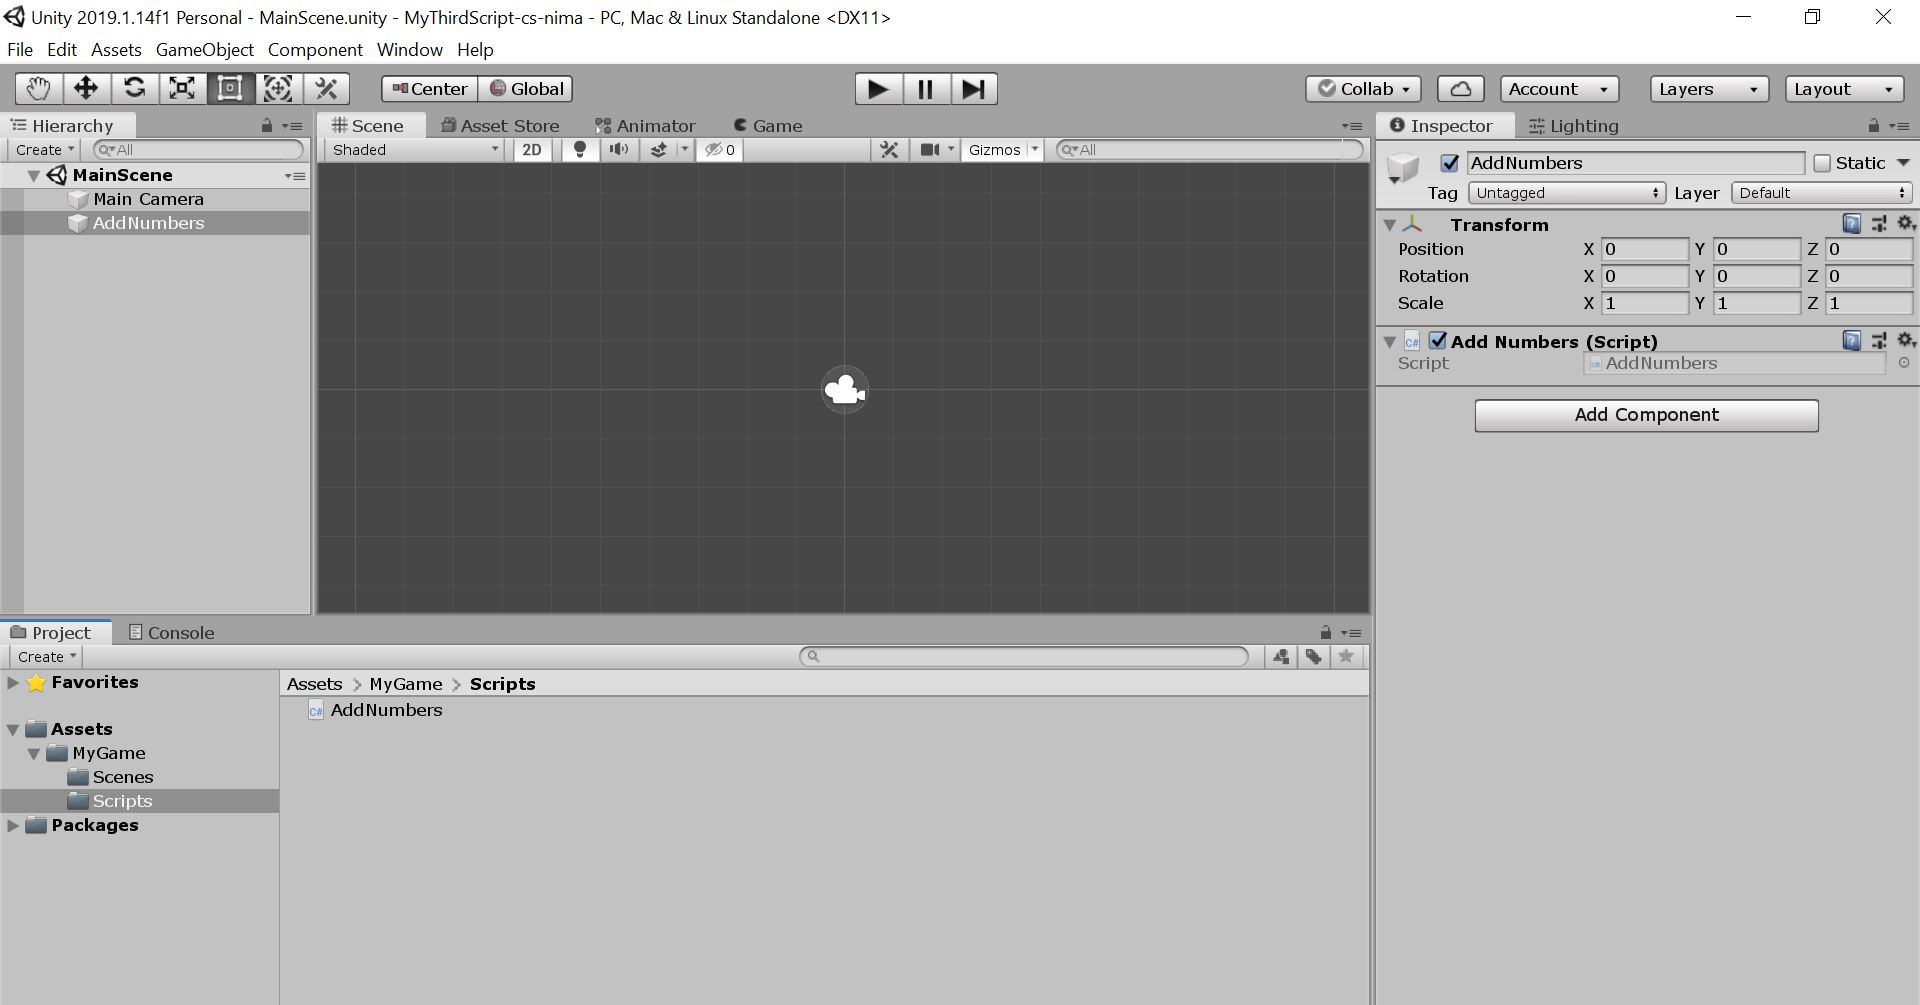 Unity 2019.1.14f1 Personal - MainScene.unity - MyThirdScript-cs-nima - PC, Mac & Linux Standalone <DX11>
File Edit Assets GameObject Component Window Help
Center Global Collab Account Layers Layout
Hierarchy
Create All
MainScene
Main Camera
AddNumbers
Scene Asset Store Animator Game
Shaded 2D 0 Gizmos All
Inspector Lighting
AddNumbers Static
Tag Untagged Layer Default
Transform
Position X 0 Y 0 Z 0
Rotation X 0 Y 0 Z 0
Scale X 1 Y 1 Z 1
C# Add Numbers (Script)
Script AddNumbers
Add Component
Project Console
Create
Favorites
Assets
MyGame
Scenes
Scripts
Packages
Assets > MyGame > Scripts
C# AddNumbers